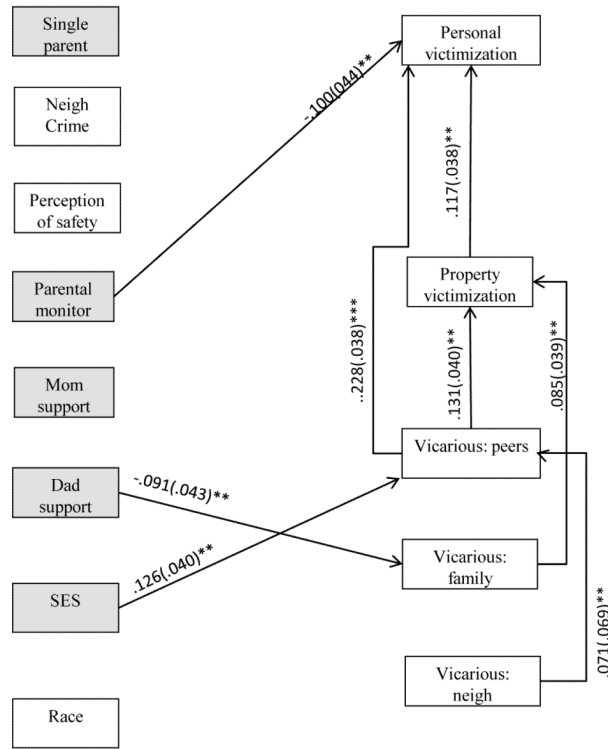 Single
parent
Neigh
Crime
Perception
of safety
Parental
monitor
Mom
support
Dad
support
SES
Race
-.100(044)**
-.091(.043)**
.126(.040)**
Personal
victimization
.117(.038)**
Property
victimization
..228(.038)***
.131(.040)**
.085(.039)**
Vicarious: peers
Vicarious:
family
.071(.069)**
Vicarious:
neigh